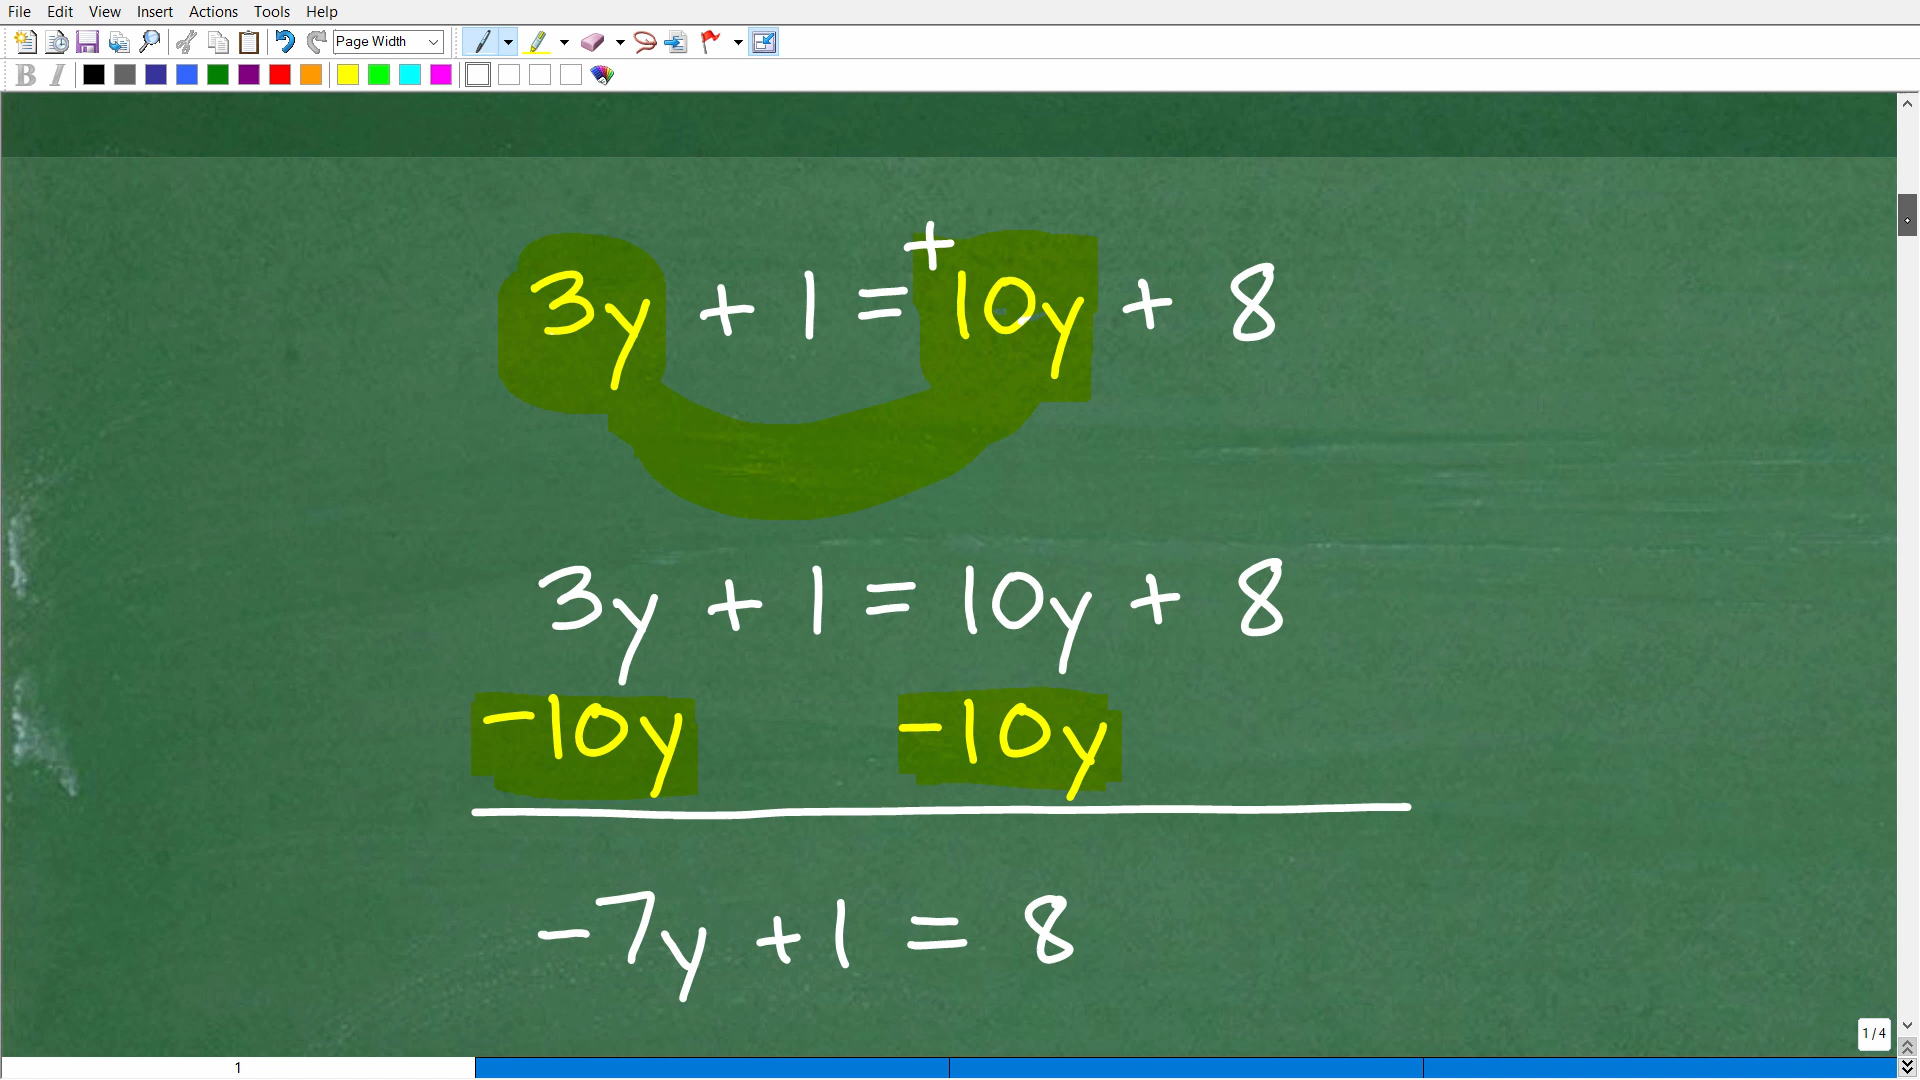 File Edit View Insert Actions Tools Help
Page Width
B I
+
3y + 1 = 10y + 8
3y + 1 = 10y + 8
-10y -10y
-7y + 1 = 8
1 / 4
1